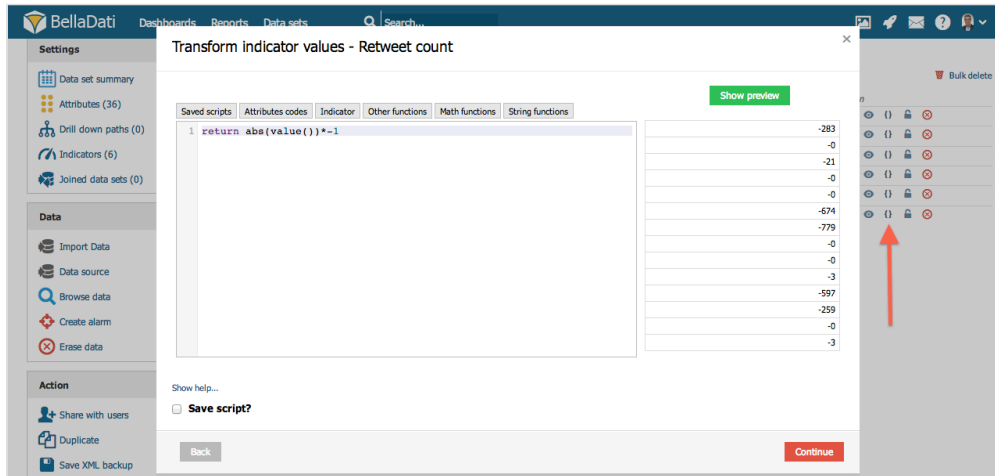 BellaDati Dashboards Reports Data sets Search...
Settings
Data set summary
Attributes (36)
Drill down paths (0)
Indicators (6)
Joined data sets (0)
Data
Import Data
Data source
Browse data
Create alarm
Erase data
Action
Share with users
Duplicate
Save XML backup
Transform indicator values - Retweet count
×
Show preview
Saved scripts Attributes codes Indicator Other functions Math functions String functions
1 return abs(value())*-1
-283
-0
-21
-0
-0
-674
-779
-0
-0
-3
-597
-259
-0
-3
Show help...
Save script?
Back Continue
Bulk delete
n
{}
{}
{}
{}
{}
{}